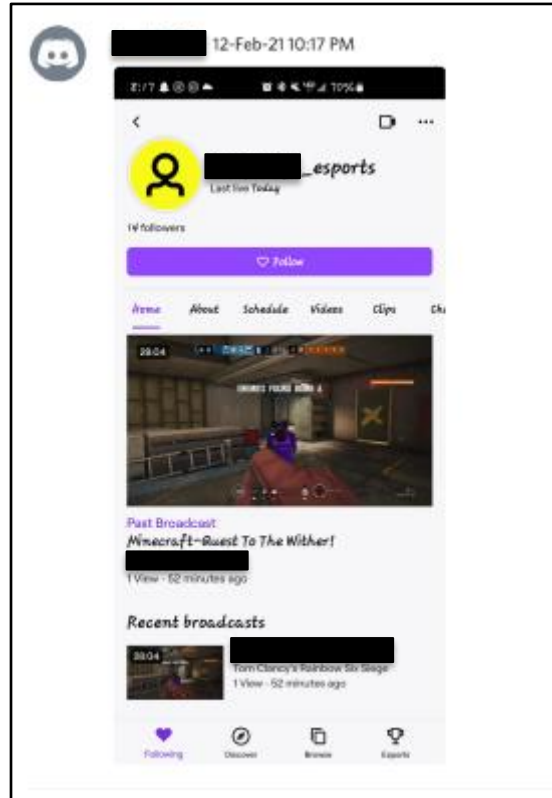 12-Feb-21 10:17 PM
70%
_esports
Last live Today
14 followers
Follow
Home About Schedule Videos Clips
28:04
Past Broadcast
Minecraft-Quest To The Wither!
1 View · 52 minutes ago
Recent broadcasts
28:04
Tom Clancy's Rainbow Six Siege
1 View · 52 minutes ago
Following Discover Browse Esports